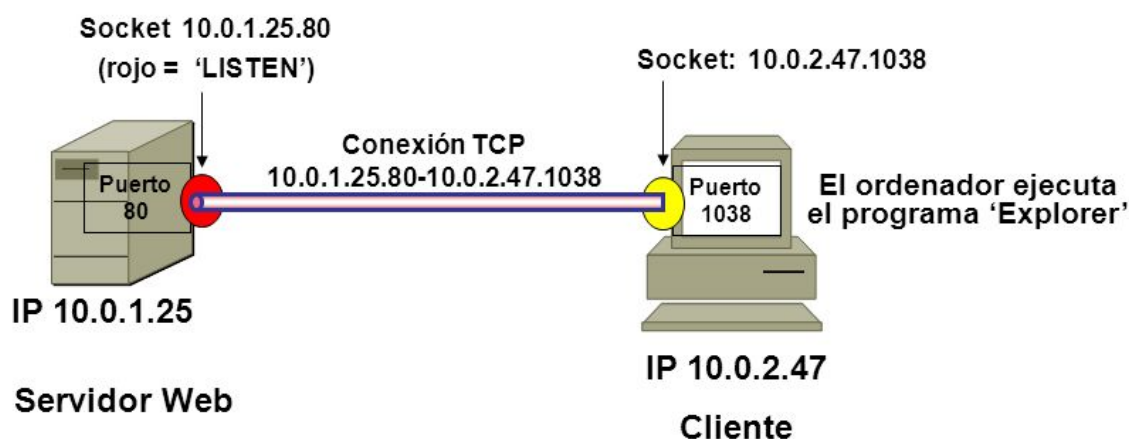 Socket 10.0.1.25.80
(rojo = ‘LISTEN’)
Socket: 10.0.2.47.1038
Conexión TCP
10.0.1.25.80-10.0.2.47.1038
Puerto
80
Puerto
1038
El ordenador ejecuta
el programa ‘Explorer’
IP 10.0.1.25
IP 10.0.2.47
Servidor Web
Cliente